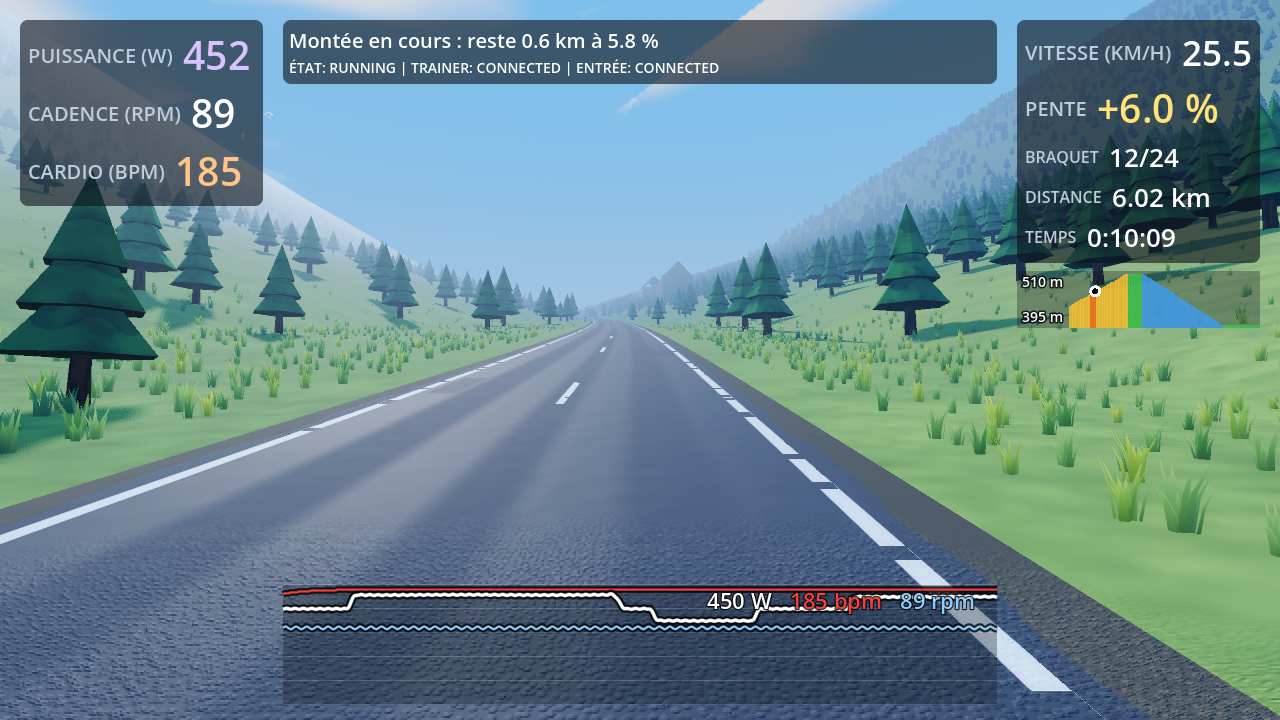 PUISSANCE (W) 452
CADENCE (RPM) 89
CARDIO (BPM) 185
Montée en cours : reste 0.6 km à 5.8 %
ÉTAT: RUNNING | TRAINER: CONNECTED | ENTRÉE: CONNECTED
VITESSE (KM/H) 25.5
PENTE +6.0 %
BRAQUET 12/24
DISTANCE 6.02 km
TEMPS 0:10:09
510 m
395 m
450 W 185 bpm 89 rpm